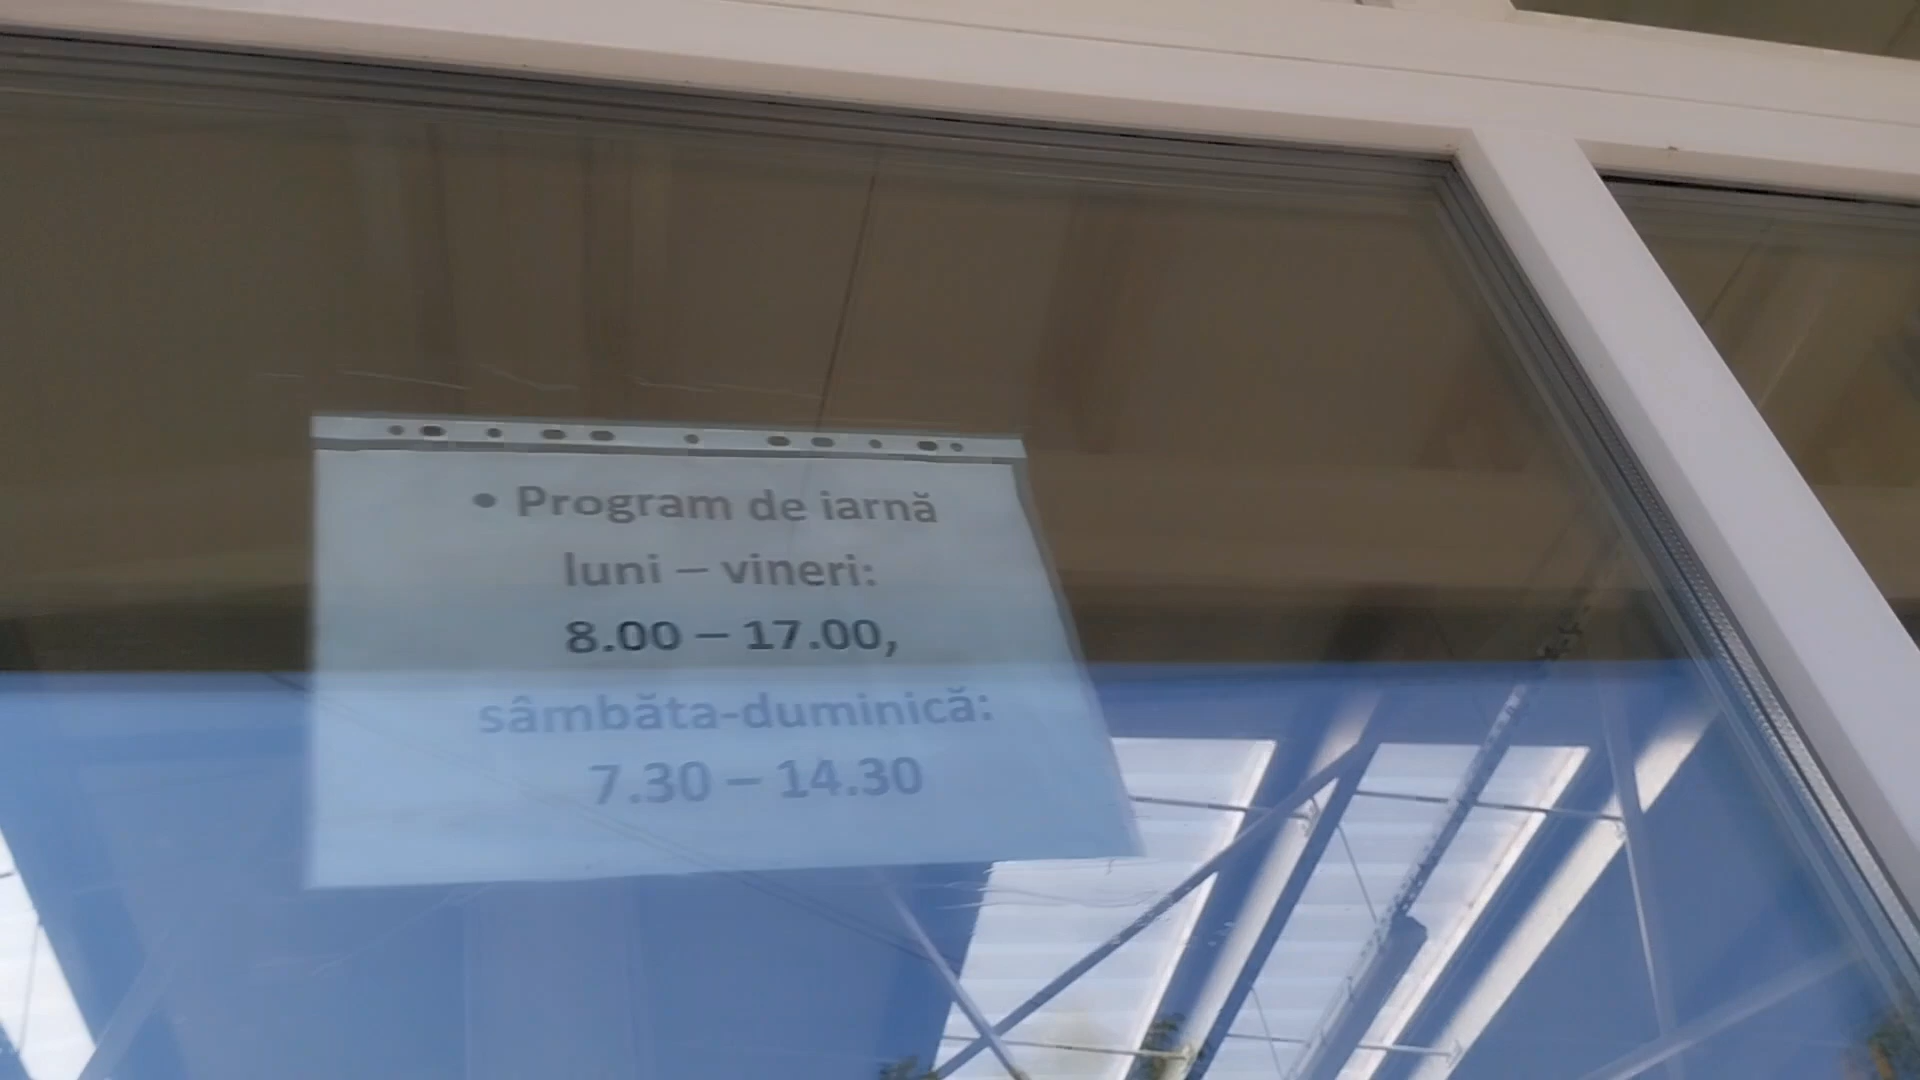 • Program de iarnă
luni – vineri:
8.00 – 17.00,
sâmbăta-duminică:
7.30 – 14.30